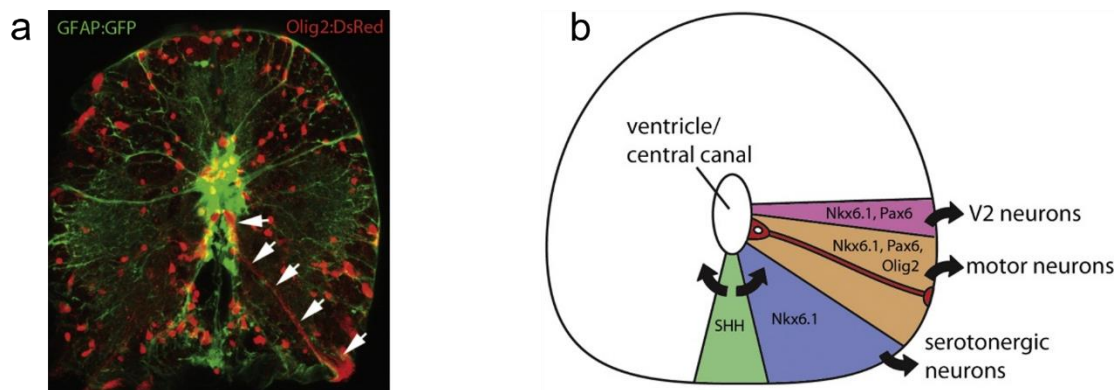 a
GFAP:GFP
Olig2:DsRed
b
ventricle/
central canal
Nkx6.1, Pax6
V2 neurons
Nkx6.1, Pax6,
Olig2
motor neurons
SHH
Nkx6.1
serotonergic
neurons